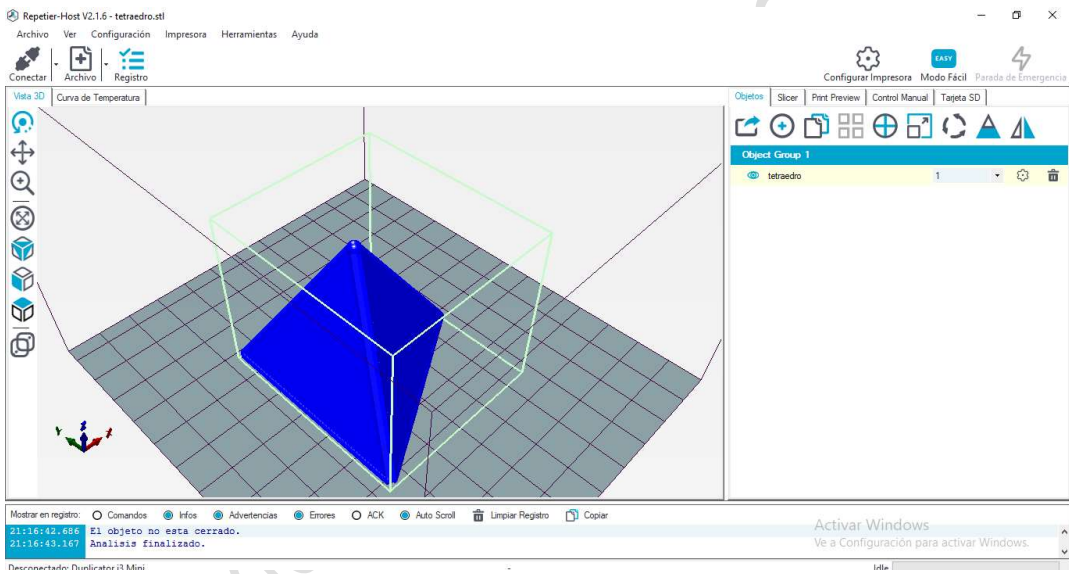 Repetier-Host V2.1.6 - tetraedro.stl
Archivo Ver Configuración Impresora Herramientas Ayuda
Conectar Archivo Registro Configurar Impresora EASY Modo Fácil Parada de Emergencia
Vista 3D Curva de Temperatura Objetos Slicer Print Preview Control Manual Tarjeta SD
Object Group 1
tetraedro 1
Mostrar en registro: Comandos Infos Advertencias Errores ACK Auto Scroll Limpiar Registro Copiar
21:16:42.686 El objeto no esta cerrado.
21:16:43.167 Analisis finalizado.
Activar Windows
Ve a Configuración para activar Windows.
Desconectado: Duplicator i3 Mini - Idle